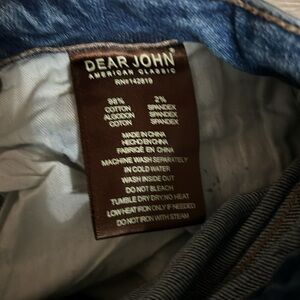 DEAR JOHN
AMERICAN CLASSIC
RN#142819
98% 2%
COTTON SPANDEX
ALGODON SPANDEX
COTON SPANDEX
MADE IN CHINA
HECHO EN CHINA
FABRIQÉ EN CHINA
MACHINE WASH SEPARATELY
IN COLD WATER
WASH INSIDE OUT
DO NOT BLEACH
TUMBLE DRY DRY NO HEAT
LOW HEAT IRON ONLY IF NEEDED
DO NOT IRON WITH STEAM